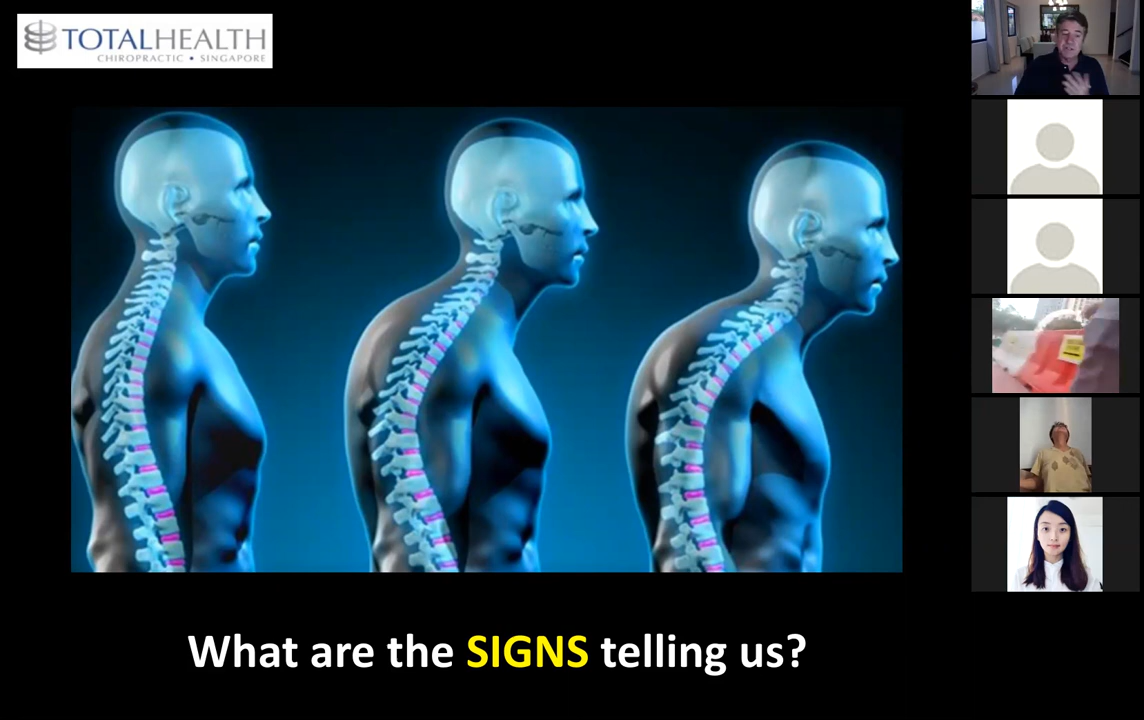 TOTALHEALTH
CHIROPRACTIC • SINGAPORE
What are the SIGNS telling us?